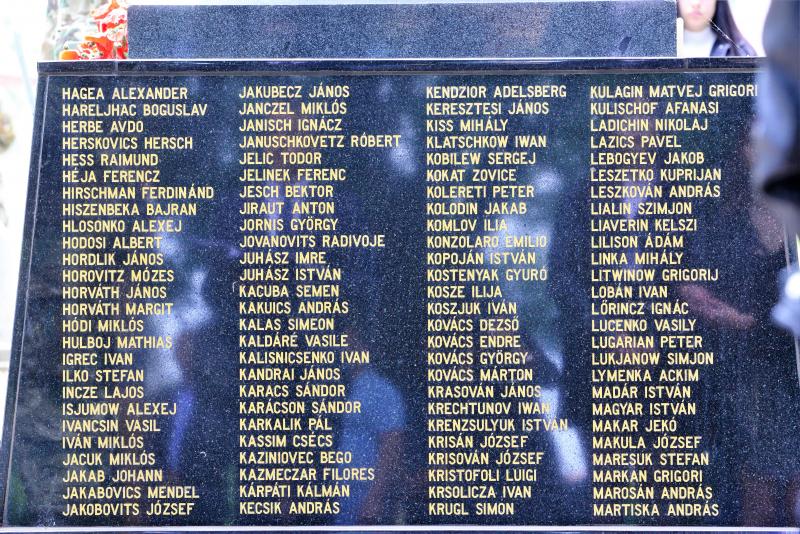 HAGEA ALEXANDER
HARELJHAC BOGUSLAV
HERBE AVDO
HERSKOVICS HERSCH
HESS RAIMUND
HÉJA FERENCZ
HIRSCHMAN FERDINÁND
HISZENBEKA BAJRAN
HLOSONKO ALEXEJ
HODOSI ALBERT
HORDLIK JÁNOS
HOROVITZ MÓZES
HORVÁTH JÁNOS
HORVÁTH MARGIT
HÓDI MIKLÓS
HULBOJ MATHIAS
IGREC IVAN
ILKO STEFAN
INCZE LAJOS
ISJUMOW ALEXEJ
IVANCSIN VASIL
IVÁN MIKLÓS
JACUK MIKLÓS
JAKAB JOHANN
JAKABOVICS MENDEL
JAKOBOVITS JÓZSEF
JAKUBECZ JÁNOS
JANCZEL MIKLÓS
JANISCH IGNÁCZ
JANUSCHKOVETZ RÓBERT
JELIC TODOR
JELINEK FERENC
JESCH BEKTOR
JIRAUT ANTON
JORNIS GYÖRGY
JOVANOVITS RADIVOJE
JUHÁSZ IMRE
JUHÁSZ ISTVÁN
KACUBA SEMEN
KAKUICS ANDRÁS
KALAS SIMEON
KALDÁRÉ VASILE
KALISNICSENKO IVAN
KANDRAI JÁNOS
KARACS SÁNDOR
KARÁCSON SÁNDOR
KARKALIK PÁL
KASSIM CSÉCS
KAZINIOVEC BEGO
KAZMECZAR FILORES
KÁRPÁTI KÁLMÁN
KECSIK ANDRÁS
KENDZIOR ADELSBERG
KERESZTESI JÁNOS
KISS MIHÁLY
KLATSCHKOW IWAN
KOBILEW SERGEJ
KOKAT ZOVICE
KOLERETI PETER
KOLODIN JAKAB
KOMLOV ILIA
KONZOLARO EMILIO
KOPOJÁN ISTVÁN
KOSTENYAK GYURÓ
KOSZE ILIJA
KOSZJUK IVÁN
KOVÁCS DEZSŐ
KOVÁCS ENDRE
KOVÁCS GYÖRGY
KOVÁCS MÁRTON
KRASOVÁN JÁNOS
KRECHTUNOV IWAN
KRENZSULYUK ISTVÁN
KRISÁN JÓZSEF
KRISOVÁN JÓZSEF
KRISTOFOLI LUIGI
KRSOLICZA IVAN
KRUGL SIMON
KULAGIN MATVEJ GRIGORI
KULISCHOF AFANASI
LADICHIN NIKOLAJ
LAZICS PAVEL
LEBOGYEV JAKOB
LESZETKO KUPRIJAN
LESZKOVÁN ANDRÁS
LIALIN SZIMJON
LIAVERIN KELSZI
LILISON ÁDÁM
LINKA MIHÁLY
LITWINOW GRIGORIJ
LOBÁN IVAN
LŐRINCZ IGNÁC
LUCENKO VASILY
LUGARIAN PETER
LUKJANOW SIMJON
LYMENKA ACKIM
MADÁR ISTVÁN
MAGYAR ISTVÁN
MAKAR JEKÓ
MAKULA JÓZSEF
MARESUK STEFAN
MARKAN GRIGORI
MAROSÁN ANDRÁS
MARTISKA ANDRÁS